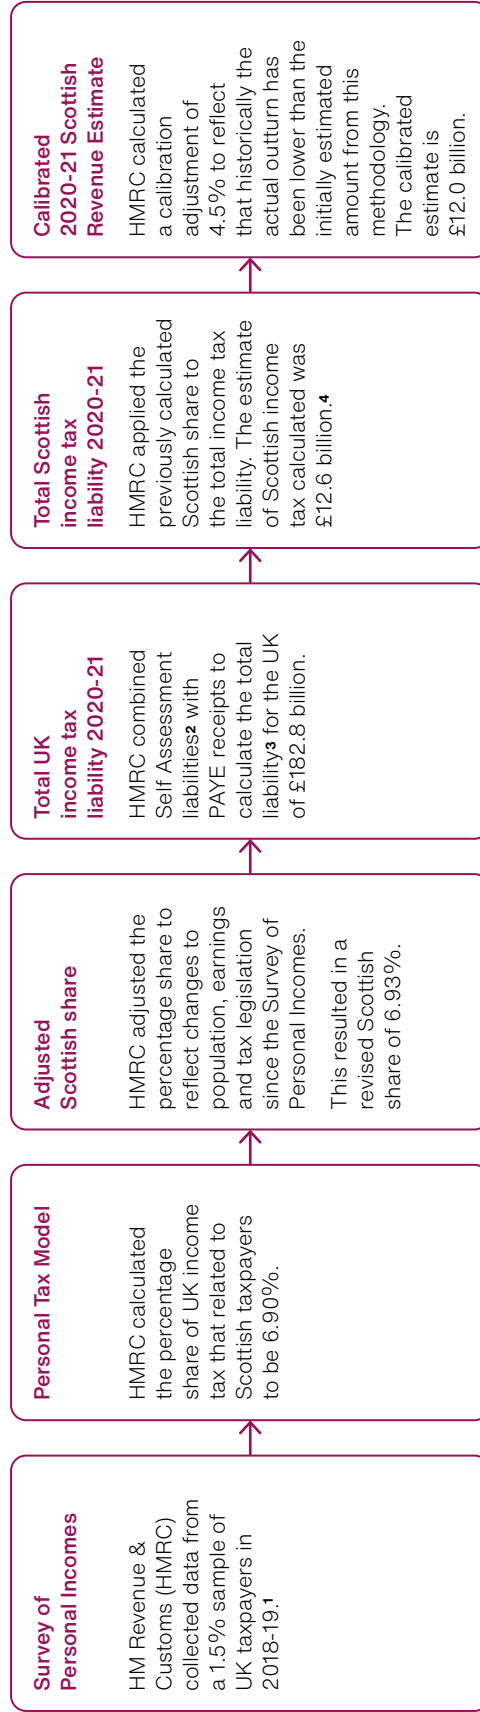 Survey of
Personal Incomes
HM Revenue &
Customs (HMRC)
collected data from
a 1.5% sample of
UK taxpayers in
2018-19.1
Personal Tax Model
HMRC calculated
the percentage
share of UK income
tax that related to
Scottish taxpayers
to be 6.90%.
Adjusted
Scottish share
HMRC adjusted the
percentage share to
reflect changes to
population, earnings
and tax legislation
since the Survey of
Personal Incomes.
This resulted in a
revised Scottish
share of 6.93%.
Total UK
income tax
liability 2020-21
HMRC combined
Self Assessment
liabilities2 with
PAYE receipts to
calculate the total
liability3 for the UK
of £182.8 billion.
Total Scottish
income tax
liability 2020-21
HMRC applied the
previously calculated
Scottish share to
the total income tax
liability. The estimate
of Scottish income
tax calculated was
£12.6 billion.4
Calibrated
2020-21 Scottish
Revenue Estimate
HMRC calculated
a calibration
adjustment of
4.5% to reflect
that historically the
actual outturn has
been lower than the
initially estimated
amount from this
methodology.
The calibrated
estimate is
£12.0 billion.